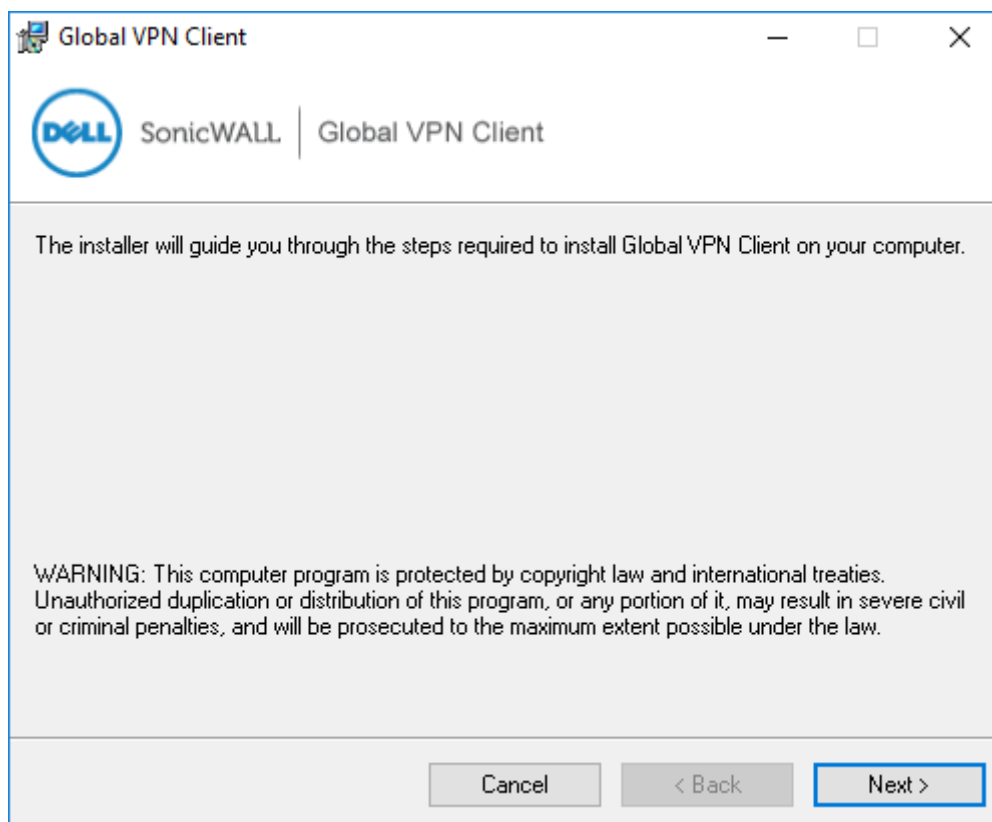 Global VPN Client
DELL SonicWALL | Global VPN Client
The installer will guide you through the steps required to install Global VPN Client on your computer.
WARNING: This computer program is protected by copyright law and international treaties.
Unauthorized duplication or distribution of this program, or any portion of it, may result in severe civil
or criminal penalties, and will be prosecuted to the maximum extent possible under the law.
Cancel < Back Next >